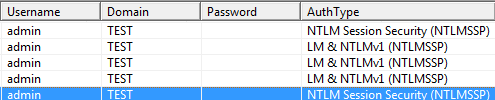 Username Domain Password AuthType
admin TEST NTLM Session Security (NTLMSSP)
admin TEST LM & NTLMv1 (NTLMSSP)
admin TEST LM & NTLMv1 (NTLMSSP)
admin TEST LM & NTLMv1 (NTLMSSP)
admin TEST NTLM Session Security (NTLMSSP)